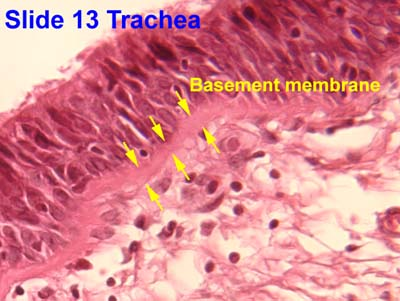 Slide 13 Trachea
Basement membrane